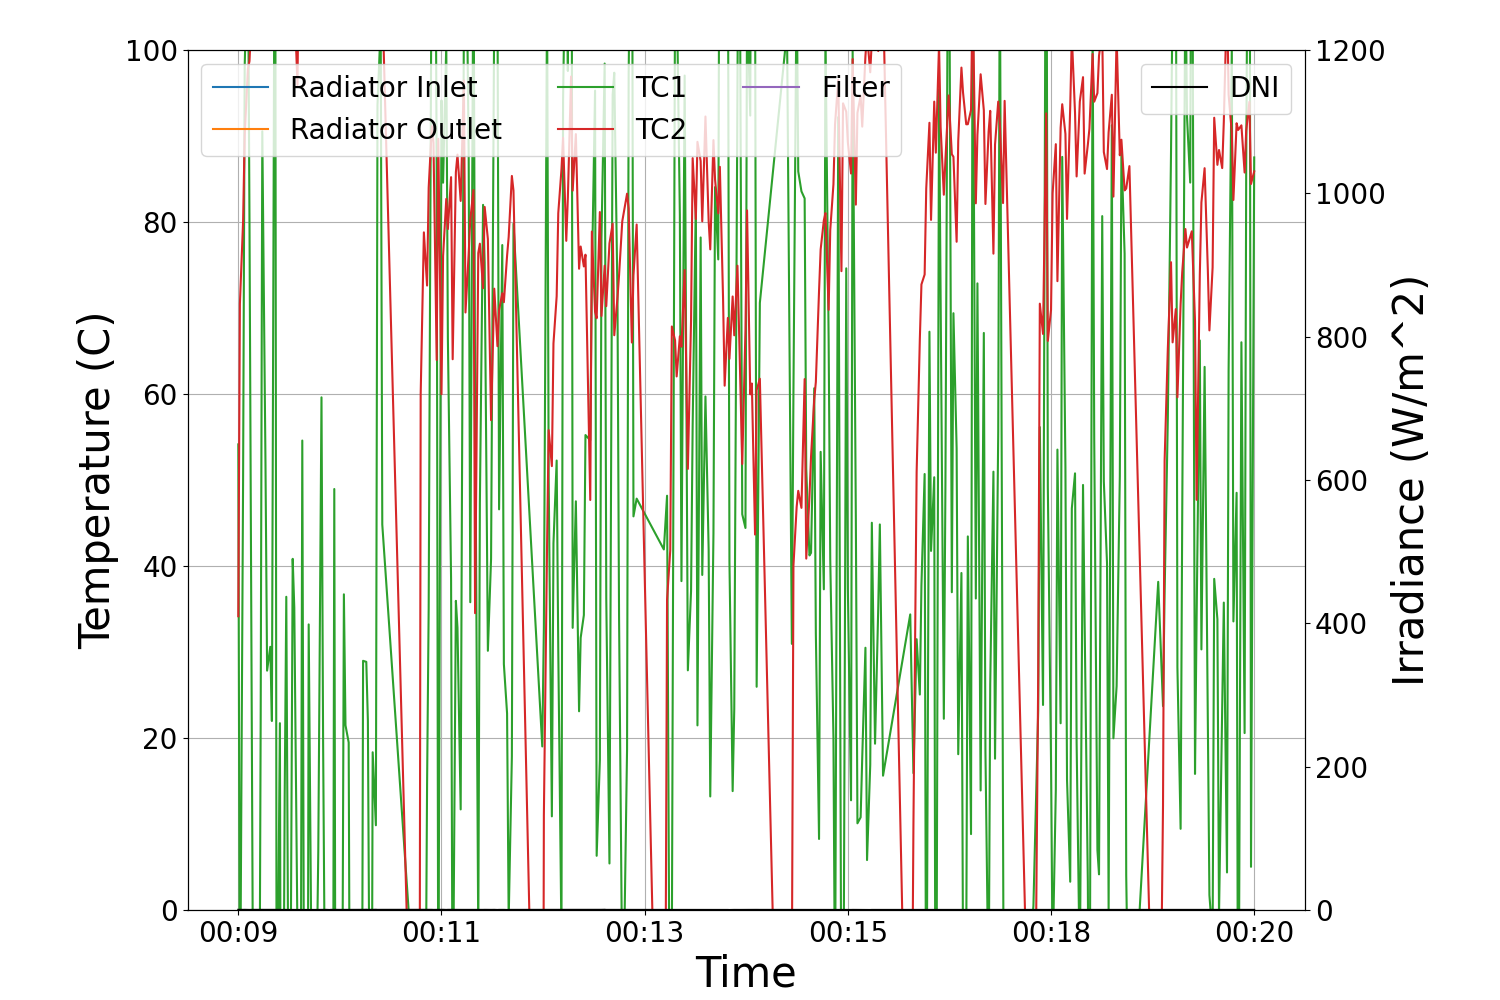 100
80
60
40
20
0
Temperature (C)
Radiator Inlet
Radiator Outlet
TC1
TC2
Filter
DNI
1200
1000
800
600
400
200
0
Irradiance (W/m^2)
00:09 00:11 00:13 00:15 00:18 00:20
Time